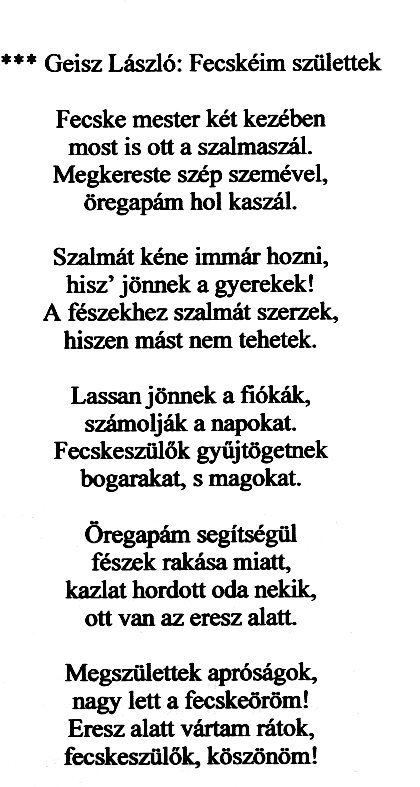 *** Geisz László: Fecskéim születtek
Fecske mester két kezében
most is ott a szalmaszál.
Megkereste szép szemével,
öregapám hol kaszál.
Szalmát kéne immár hozni,
hisz’ jönnek a gyerekek!
A fészekhez szalmát szerzek,
hiszen mást nem tehetek.
Lassan jönnek a fiókák,
számolják a napokat.
Fecskeszülők gyűjtögetnek
bogarakat, s magokat.
Öregapám segítségül
fészek rakása miatt,
kazlat hordott oda nekik,
ott van az eresz alatt.
Megszülettek apróságok,
nagy lett a fecskeöröm!
Eresz alatt vártam rátok,
fecskeszülők, köszönöm!